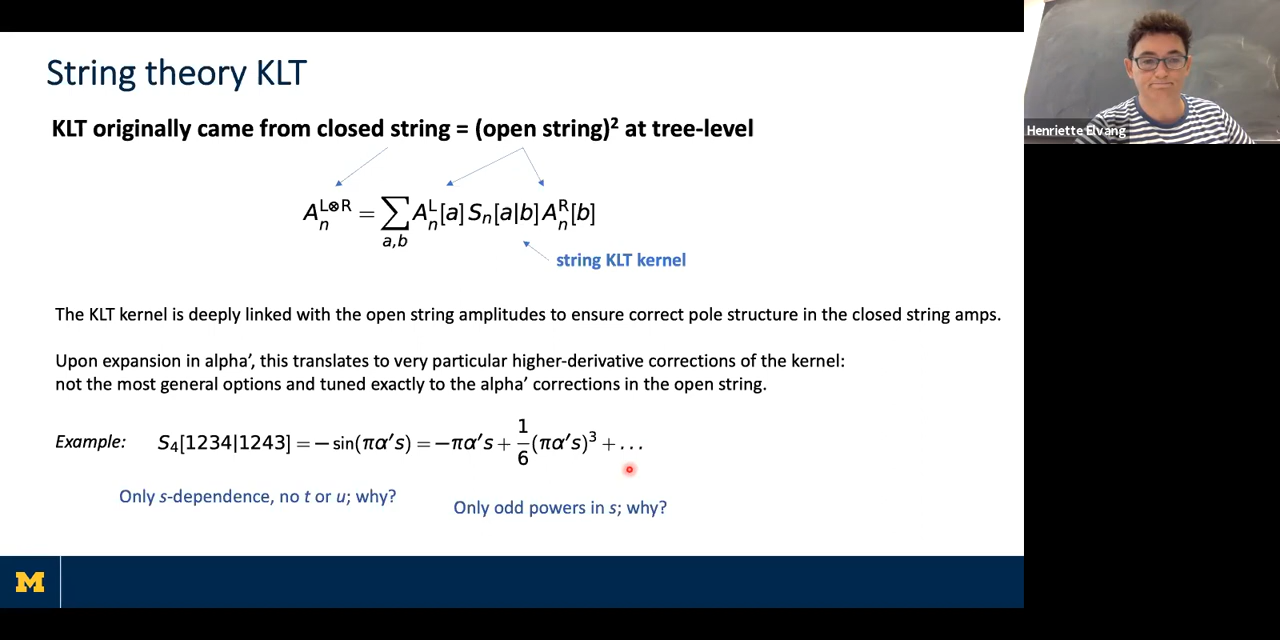 String theory KLT
KLT originally came from closed string = (open string)² at tree-level
A_n^{L⊗R} = ∑_{a,b} A_n^L[a] S_n[a|b] A_n^R[b]
string KLT kernel
The KLT kernel is deeply linked with the open string amplitudes to ensure correct pole structure in the closed string amps.
Upon expansion in alpha’, this translates to very particular higher-derivative corrections of the kernel:
not the most general options and tuned exactly to the alpha’ corrections in the open string.
Example: S₄[1234|1243] = − sin(πα′s) = −πα′s + 1/6 (πα′s)³ + …
Only s-dependence, no t or u; why?
Only odd powers in s; why?
M
Henriette Elvang